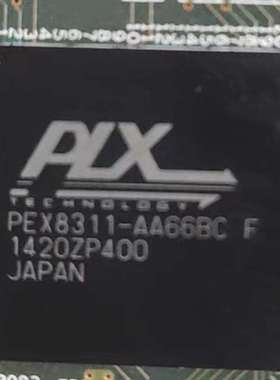 PLX
TECHNOLOGY
PEX8311-AA66BC F
1420ZP400
JAPAN